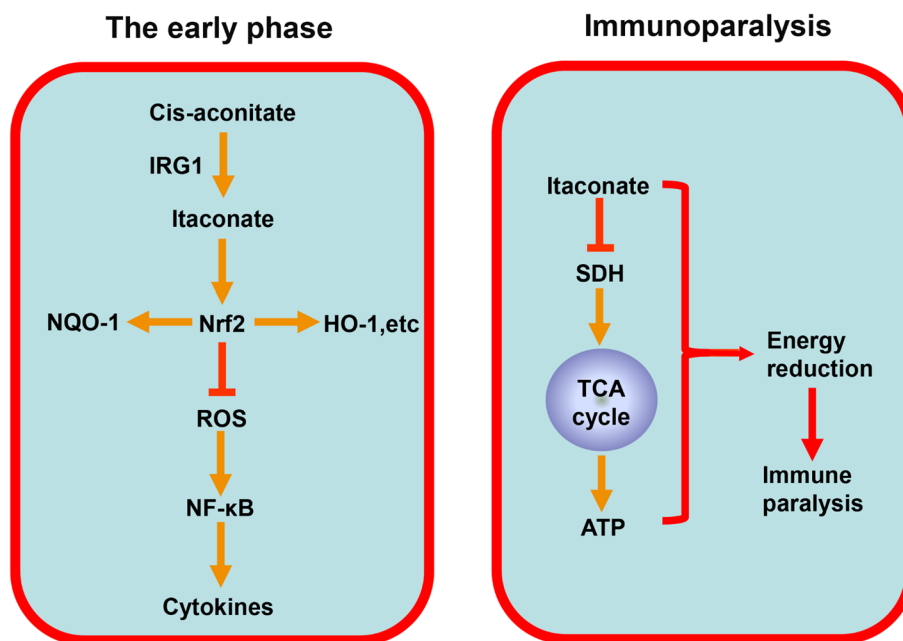 The early phase
Cis-aconitate
IRG1
Itaconate
NQO-1
Nrf2
HO-1,etc
ROS
NF-κB
Cytokines
Immunoparalysis
Itaconate
SDH
TCA
cycle
ATP
Energy
reduction
Immune
paralysis